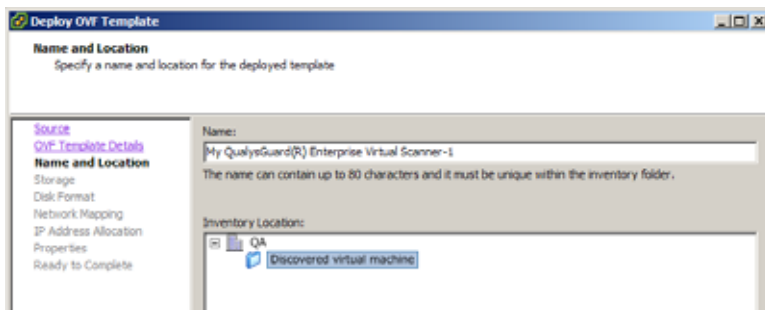 Deploy OVF Template
Name and Location
Specify a name and location for the deployed template
Source
OVF Template Details
Name and Location
Storage
Disk Format
Network Mapping
IP Address Allocation
Properties
Ready to Complete
Name:
My QualysGuard(R) Enterprise Virtual Scanner-1
The name can contain up to 80 characters and it must be unique within the inventory folder.
Inventory Location:
QA
Discovered virtual machine